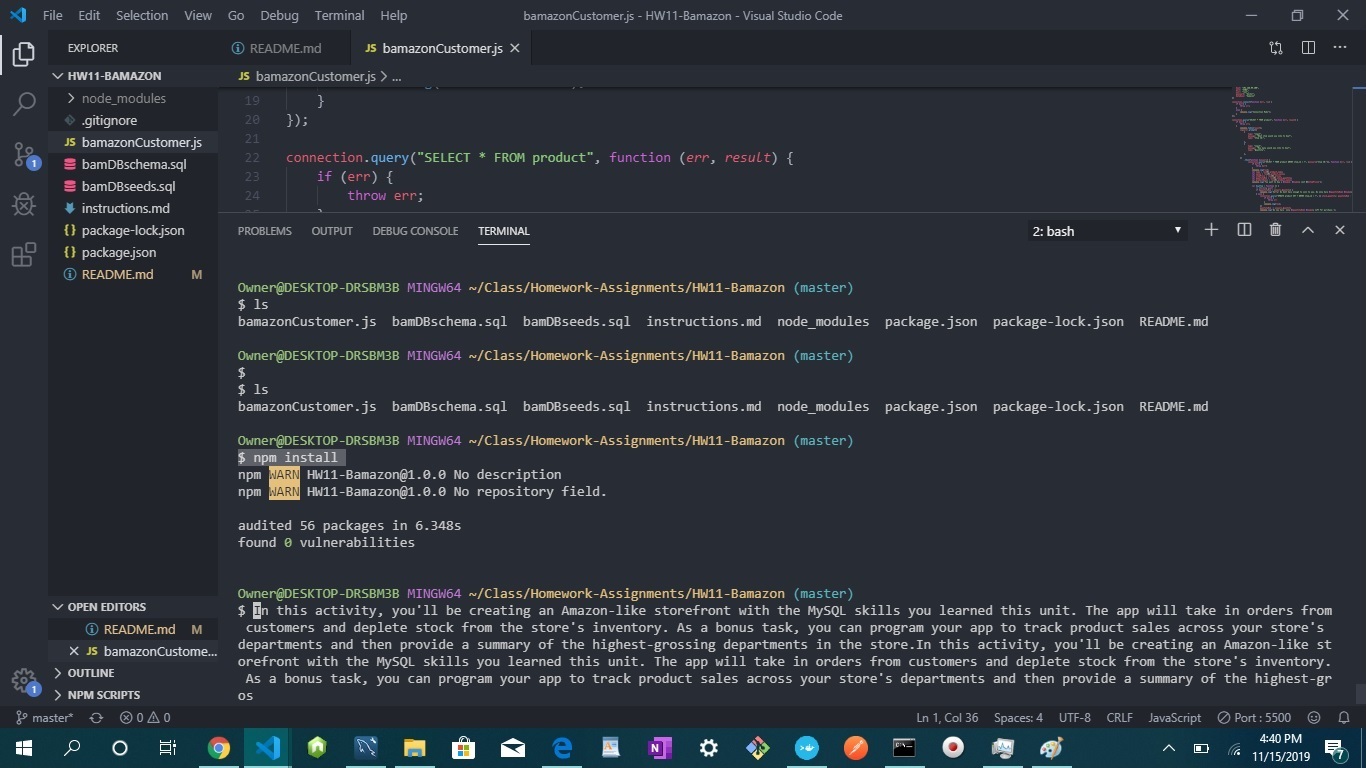 File Edit Selection View Go Debug Terminal Help
bamazonCustomer.js - HW11-Bamazon - Visual Studio Code
EXPLORER
README.md
JS bamazonCustomer.js
HW11-BAMAZON
node_modules
.gitignore
JS bamazonCustomer.js
bamDBschema.sql
bamDBseeds.sql
instructions.md
{} package-lock.json
{} package.json
README.md M
1
JS bamazonCustomer.js > ...
19 }
20 });
21
22 connection.query("SELECT * FROM product", function (err, result) {
23 if (err) {
24 throw err;
PROBLEMS OUTPUT DEBUG CONSOLE TERMINAL
2: bash
Owner@DESKTOP-DRSBM3B MINGW64 ~/Class/Homework-Assignments/HW11-Bamazon (master)
$ ls
bamazonCustomer.js bamDBschema.sql bamDBseeds.sql instructions.md node_modules package.json package-lock.json README.md
Owner@DESKTOP-DRSBM3B MINGW64 ~/Class/Homework-Assignments/HW11-Bamazon (master)
$
$ ls
bamazonCustomer.js bamDBschema.sql bamDBseeds.sql instructions.md node_modules package.json package-lock.json README.md
Owner@DESKTOP-DRSBM3B MINGW64 ~/Class/Homework-Assignments/HW11-Bamazon (master)
$ npm install
npm WARN HW11-Bamazon@1.0.0 No description
npm WARN HW11-Bamazon@1.0.0 No repository field.
audited 56 packages in 6.348s
found 0 vulnerabilities
Owner@DESKTOP-DRSBM3B MINGW64 ~/Class/Homework-Assignments/HW11-Bamazon (master)
$ In this activity, you'll be creating an Amazon-like storefront with the MySQL skills you learned this unit. The app will take in orders from
customers and deplete stock from the store's inventory. As a bonus task, you can program your app to track product sales across your store's
departments and then provide a summary of the highest-grossing departments in the store.In this activity, you'll be creating an Amazon-like st
orefront with the MySQL skills you learned this unit. The app will take in orders from customers and deplete stock from the store's inventory.
As a bonus task, you can program your app to track product sales across your store's departments and then provide a summary of the highest-gr
os
OPEN EDITORS
README.md M
JS bamazonCustome...
OUTLINE
NPM SCRIPTS
1
master* 0 0
Ln 1, Col 36 Spaces: 4 UTF-8 CRLF JavaScript Port : 5500
4:40 PM
11/15/2019
7